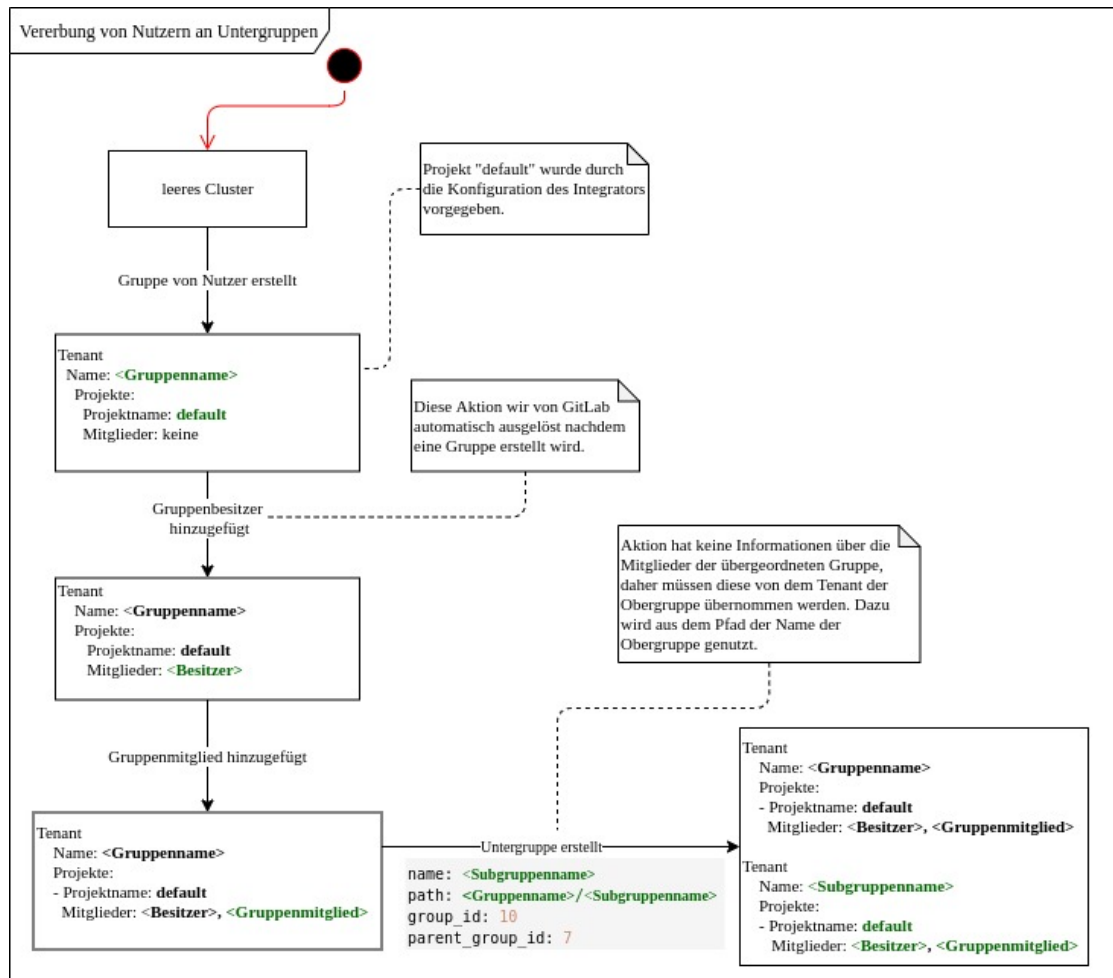 Vererbung von Nutzern an Untergruppen
leeres Cluster
Projekt "default" wurde durch
die Konfiguration des Integrators
vorgegeben.
Gruppe von Nutzer erstellt
Tenant
Name: <Gruppenname>
Projekte:
Projektname: default
Mitglieder: keine
Diese Aktion wir von GitLab
automatisch ausgelöst nachdem
eine Gruppe erstellt wird.
Gruppenbesitzer
hinzugefügt
Aktion hat keine Informationen über die
Mitglieder der übergeordneten Gruppe,
daher müssen diese von dem Tenant der
Obergruppe übernommen werden. Dazu
wird aus dem Pfad der Name der
Obergruppe genutzt.
Tenant
Name: <Gruppenname>
Projekte:
Projektname: default
Mitglieder: <Besitzer>
Gruppenmitglied hinzugefügt
Tenant
Name: <Gruppenname>
Projekte:
- Projektname: default
Mitglieder: <Besitzer>, <Gruppenmitglied>
Untergruppe erstellt
name: <Subgruppenname>
path: <Gruppenname>/<Subgruppenname>
group_id: 10
parent_group_id: 7
Tenant
Name: <Gruppenname>
Projekte:
- Projektname: default
Mitglieder: <Besitzer>, <Gruppenmitglied>
Tenant
Name: <Subgruppenname>
Projekte:
- Projektname: default
Mitglieder: <Besitzer>, <Gruppenmitglied>